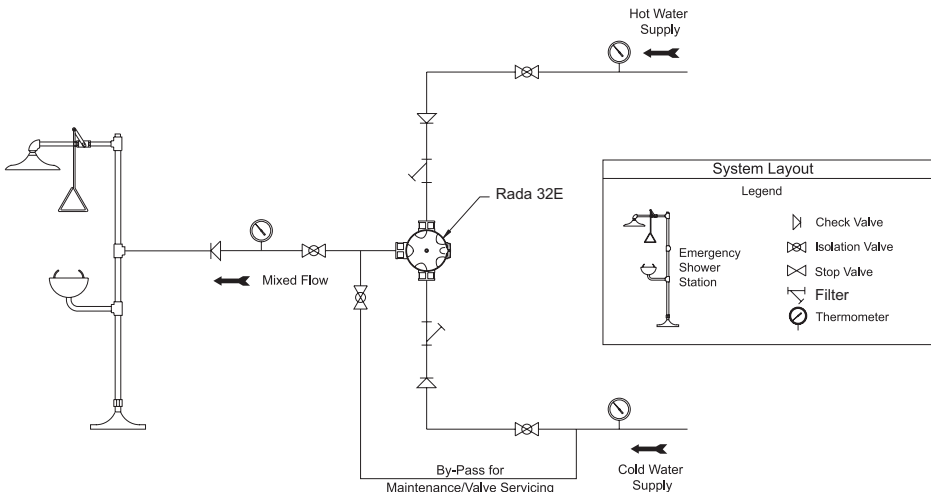 Hot Water
Supply
Rada 32E
Mixed Flow
System Layout
Legend
Emergency
Shower
Station
Check Valve
Isolation Valve
Stop Valve
Filter
Thermometer
By-Pass for
Maintenance/Valve Servicing
Cold Water
Supply